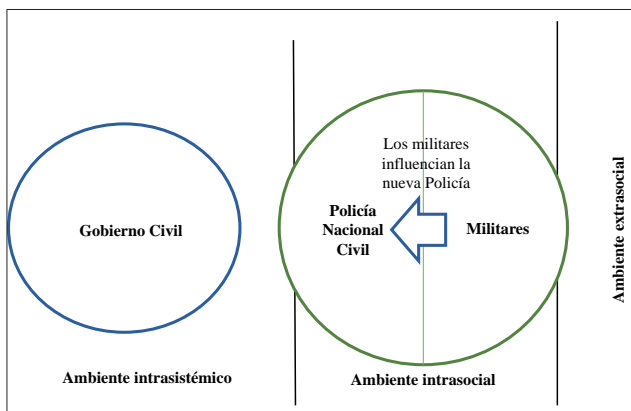 Gobierno Civil
Los militares
influencian la
nueva Policía
Policía
Nacional
Civil
Militares
Ambiente intrasistémico
Ambiente intrasocial
Ambiente extrasocial